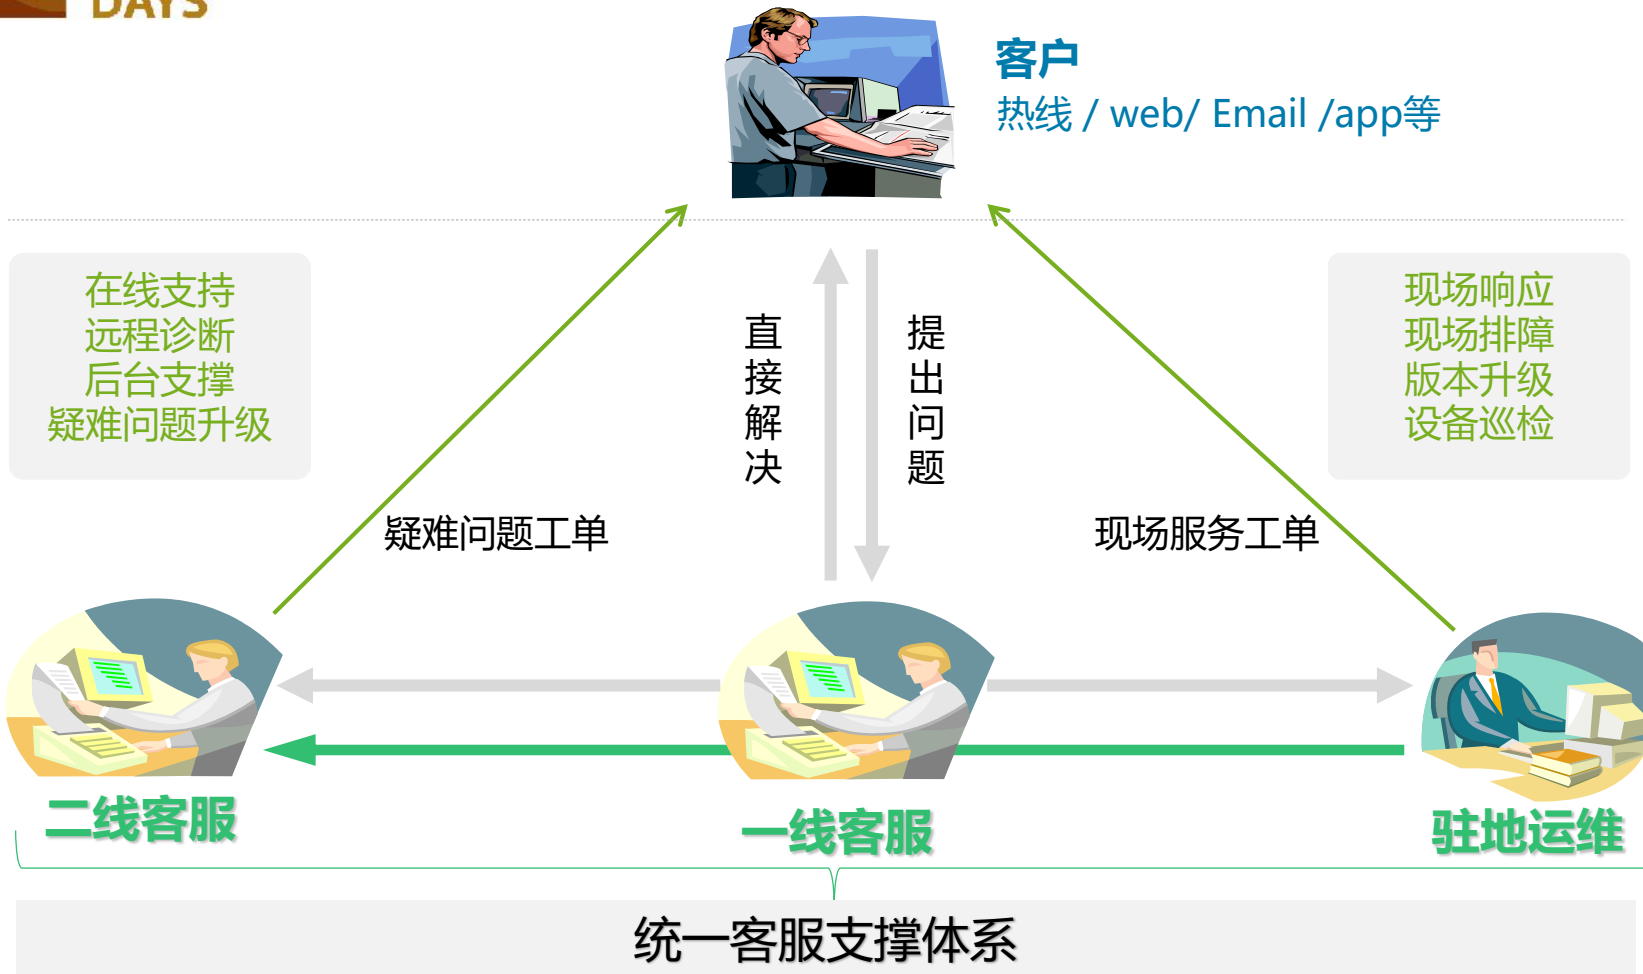 DAYS
客户
热线 / web/ Email /app等
在线支持
远程诊断
后台支撑
疑难问题升级
直接解决
提出问题
现场响应
现场排障
版本升级
设备巡检
疑难问题工单
现场服务工单
二线客服
一线客服
驻地运维
统一客服支撑体系